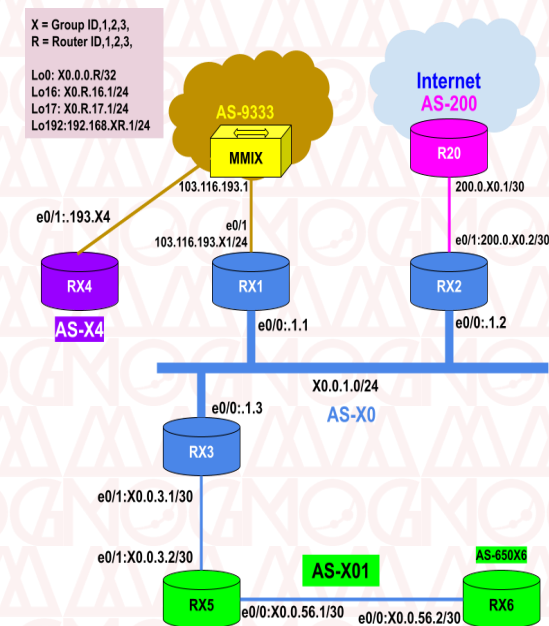 X = Group ID,1,2,3,
R = Router ID,1,2,3,
Lo0: X0.0.0.R/32
Lo16: X0.R.16.1/24
Lo17: X0.R.17.1/24
Lo192:192.168.XR.1/24
AS-9333
MMIX
103.116.193.1
Internet
AS-200
R20
200.0.X0.1/30
e0/1:.193.X4
e0/1
103.116.193.X1/24
e0/1:200.0.X0.2/30
RX4
AS-X4
RX1
RX2
e0/0:.1.1
e0/0:.1.2
X0.0.1.0/24
AS-X0
e0/0:.1.3
RX3
e0/1:X0.0.3.1/30
e0/1:X0.0.3.2/30
AS-X01
AS-650X6
RX5
e0/0:X0.0.56.1/30
e0/0:X0.0.56.2/30
RX6